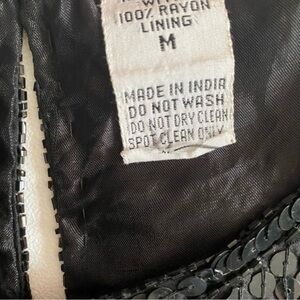 100% RAYON
LINING
M
MADE IN INDIA
DO NOT WASH
DO NOT DRY CLEAN
SPOT CLEAN ONLY